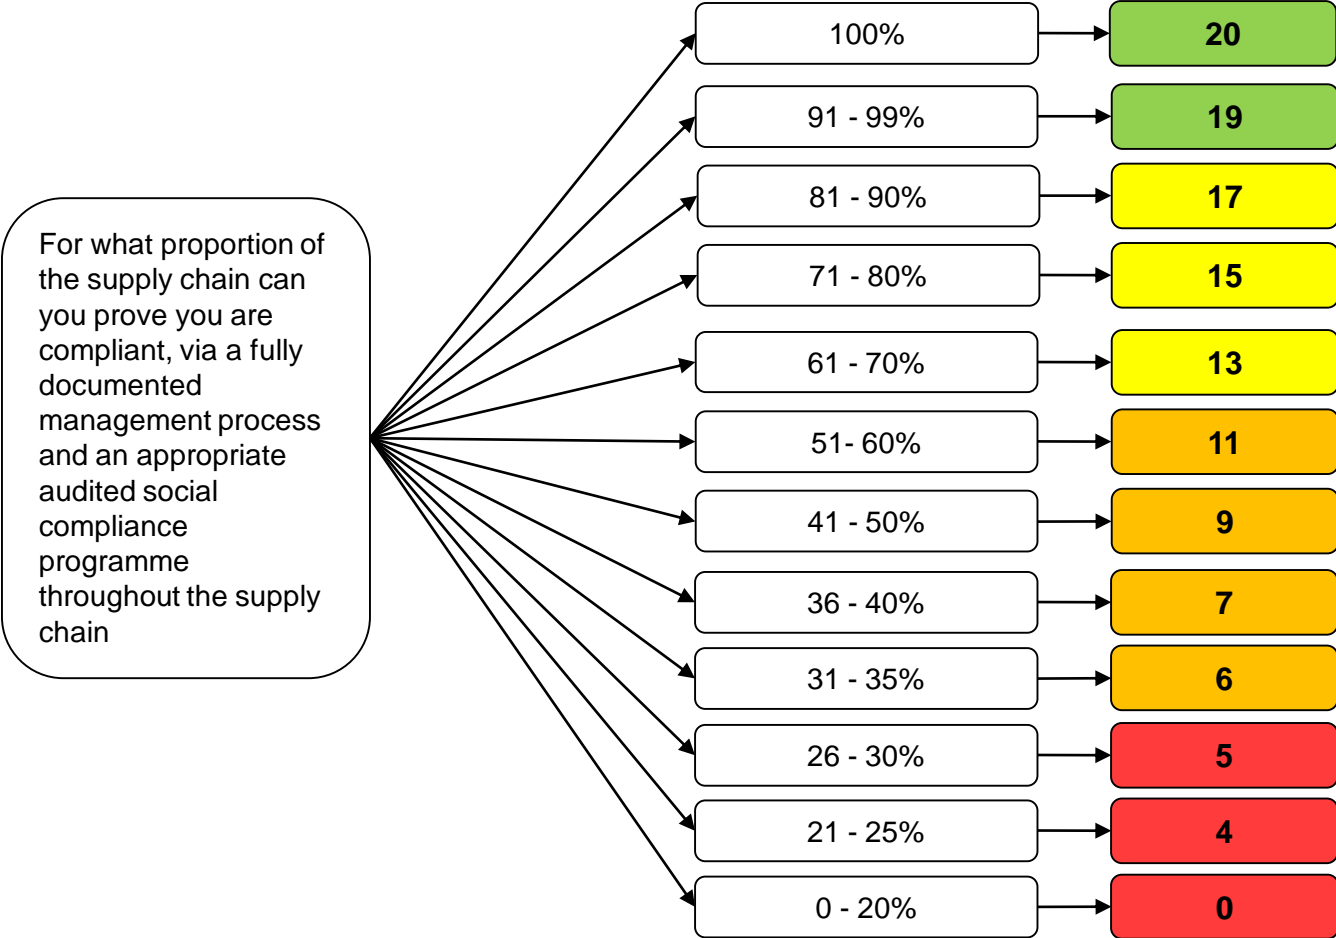 For what proportion of
the supply chain can
you prove you are
compliant, via a fully
documented
management process
and an appropriate
audited social
compliance
programme
throughout the supply
chain
100%
20
91 - 99%
19
81 - 90%
17
71 - 80%
15
61 - 70%
13
51- 60%
11
41 - 50%
9
36 - 40%
7
31 - 35%
6
26 - 30%
5
21 - 25%
4
0 - 20%
0